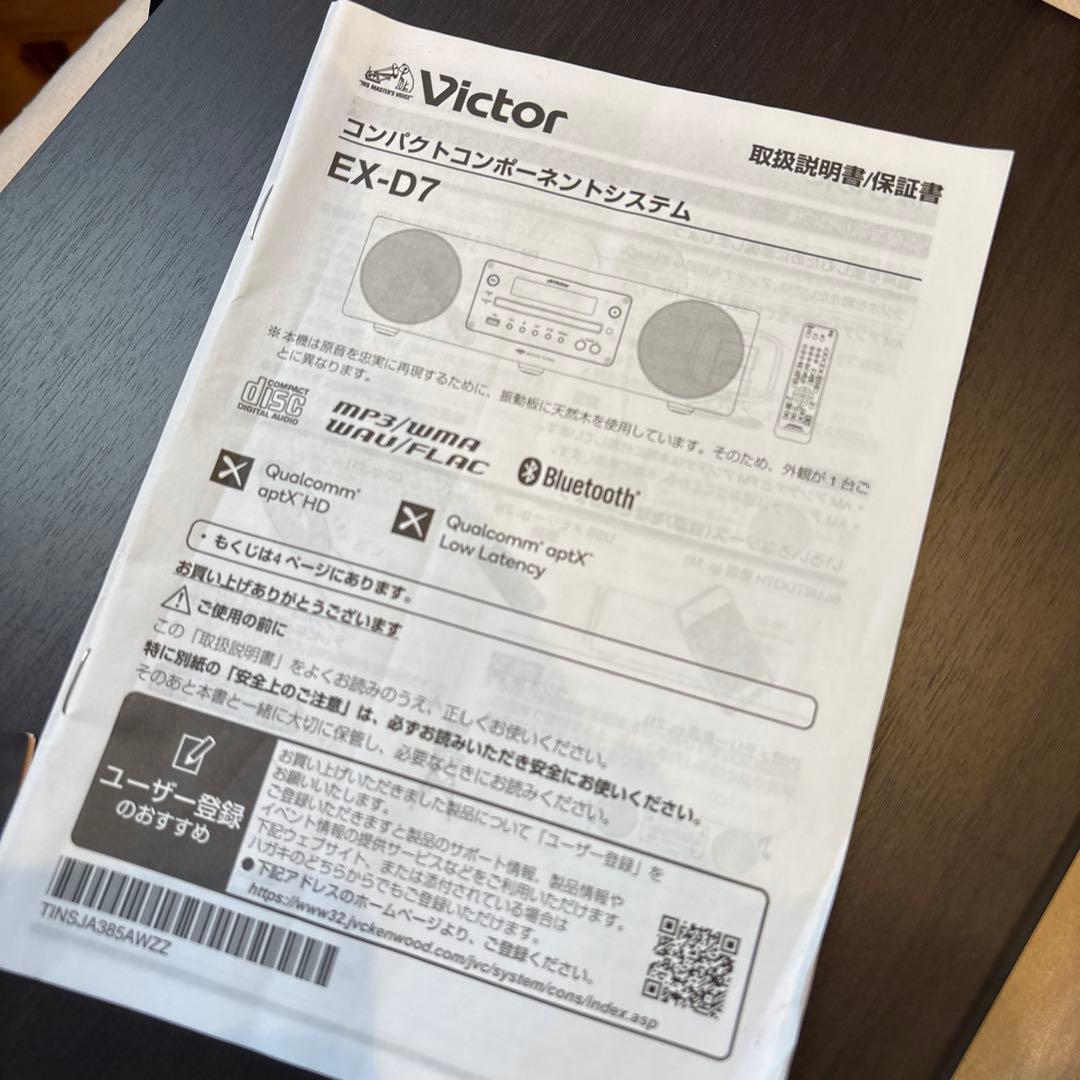 "HIS MASTER'S VOICE"
Victor
取扱説明書/保証書
コンパクトコンポーネントシステム
EX-D7
Victor
※本機は原音を忠実に再現するために、振動板に天然木を使用しています。そのため、外観が1台ご
とに異なります。
COMPACT
disc
DIGITAL AUDIO
MP3/WMA
WAV/FLAC
Bluetooth®
Qualcomm®
aptX™ HD
Qualcomm® aptX™
Low Latency
・もくじは4ページにあります。
お買い上げありがとうございます
ご使用の前に
この「取扱説明書」をよくお読みのうえ、正しくお使いください。
特に別紙の「安全上のご注意」は、必ずお読みいただき安全にお使いください。
そのあと本書と一緒に大切に保管し、必要なときにお読みください。
ユーザー登録
のおすすめ
お買い上げいただきました製品について「ユーザー登録」を
お願いいたします。
ご登録いただきますと製品のサポート情報、製品情報や
イベント情報の提供サービスなどをご利用いただけます。
下記ウェブサイト、または添付されている場合は
ハガキのどちらからでもご登録いただけます。
●下記アドレスのホームページより、ご登録ください。
https://www32.jvckenwood.com/jvc/system/cons/index.asp
TINSJA385AWZZ